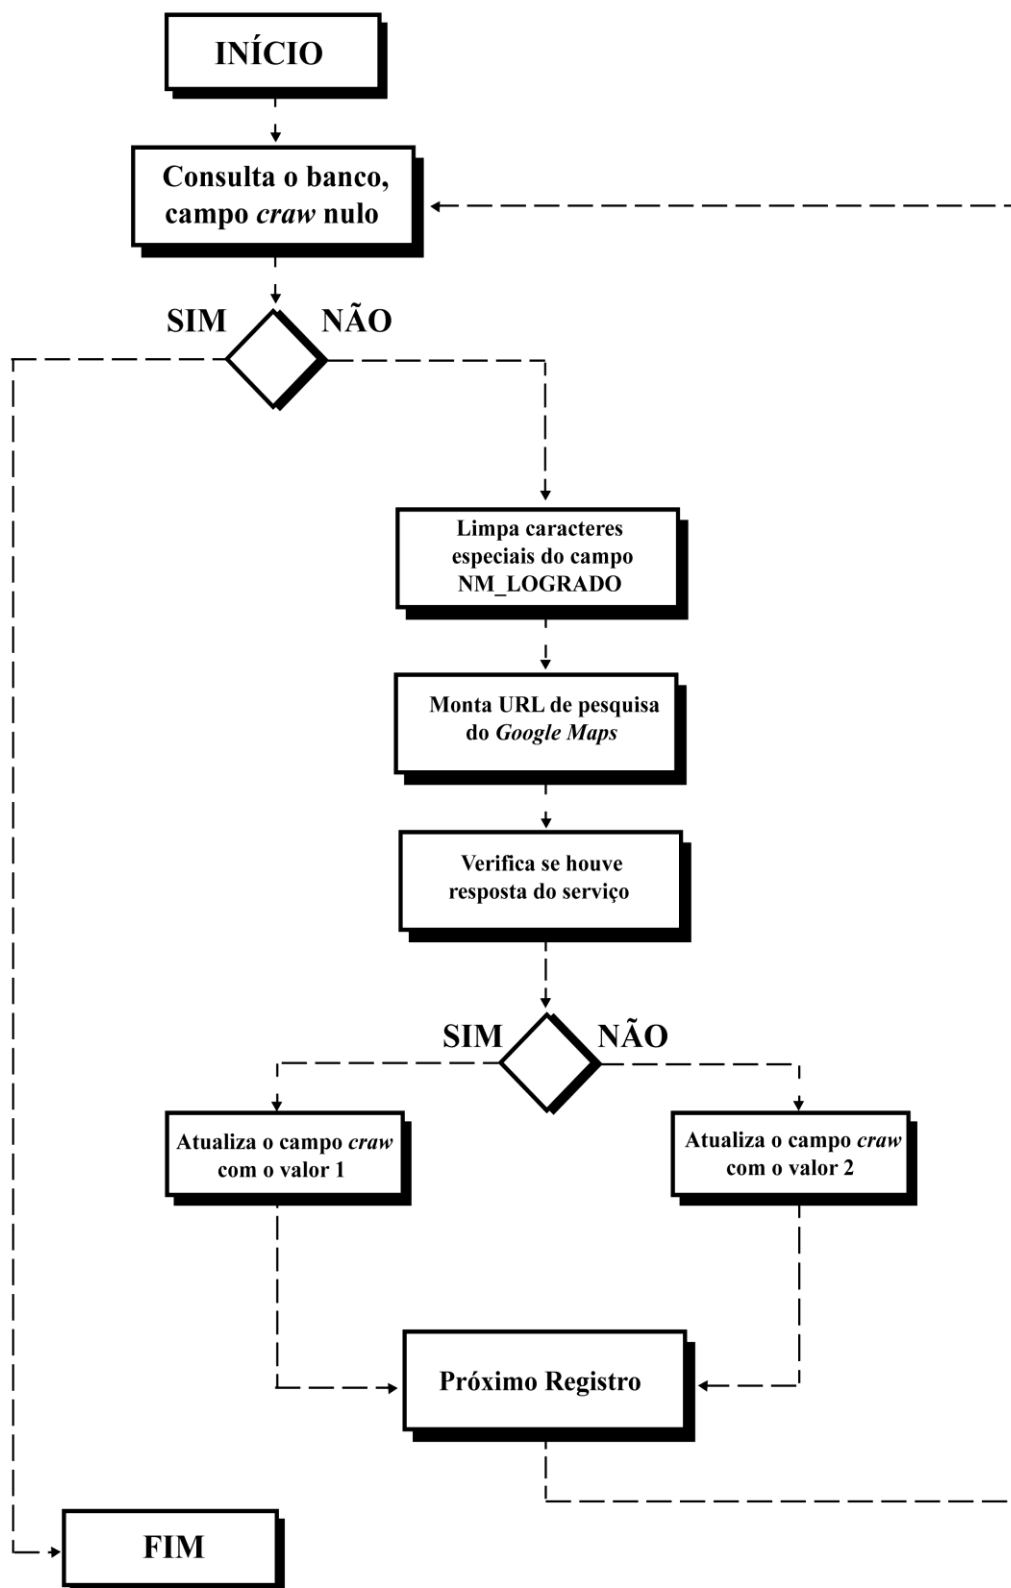 INÍCIO
Consulta o banco,
campo craw nulo
SIM
NÃO
Limpa caracteres
especiais do campo
NM_LOGRADO
Monta URL de pesquisa
do Google Maps
Verifica se houve
resposta do serviço
SIM
NÃO
Atualiza o campo craw
com o valor 1
Atualiza o campo craw
com o valor 2
Próximo Registro
FIM